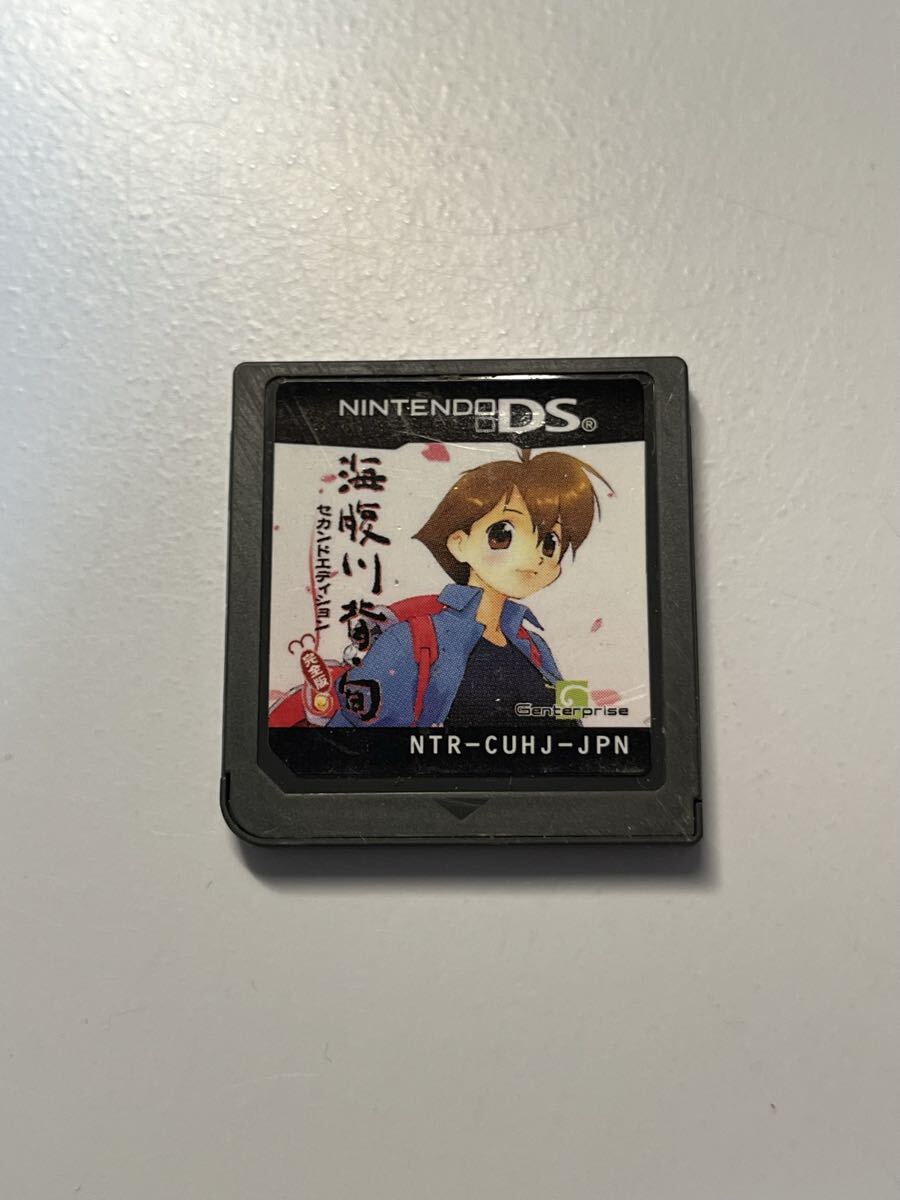 NINTENDO DS®
海腹川背・旬
セカンドエディション
完全版
Genterprise
NTR-CUHJ-JPN